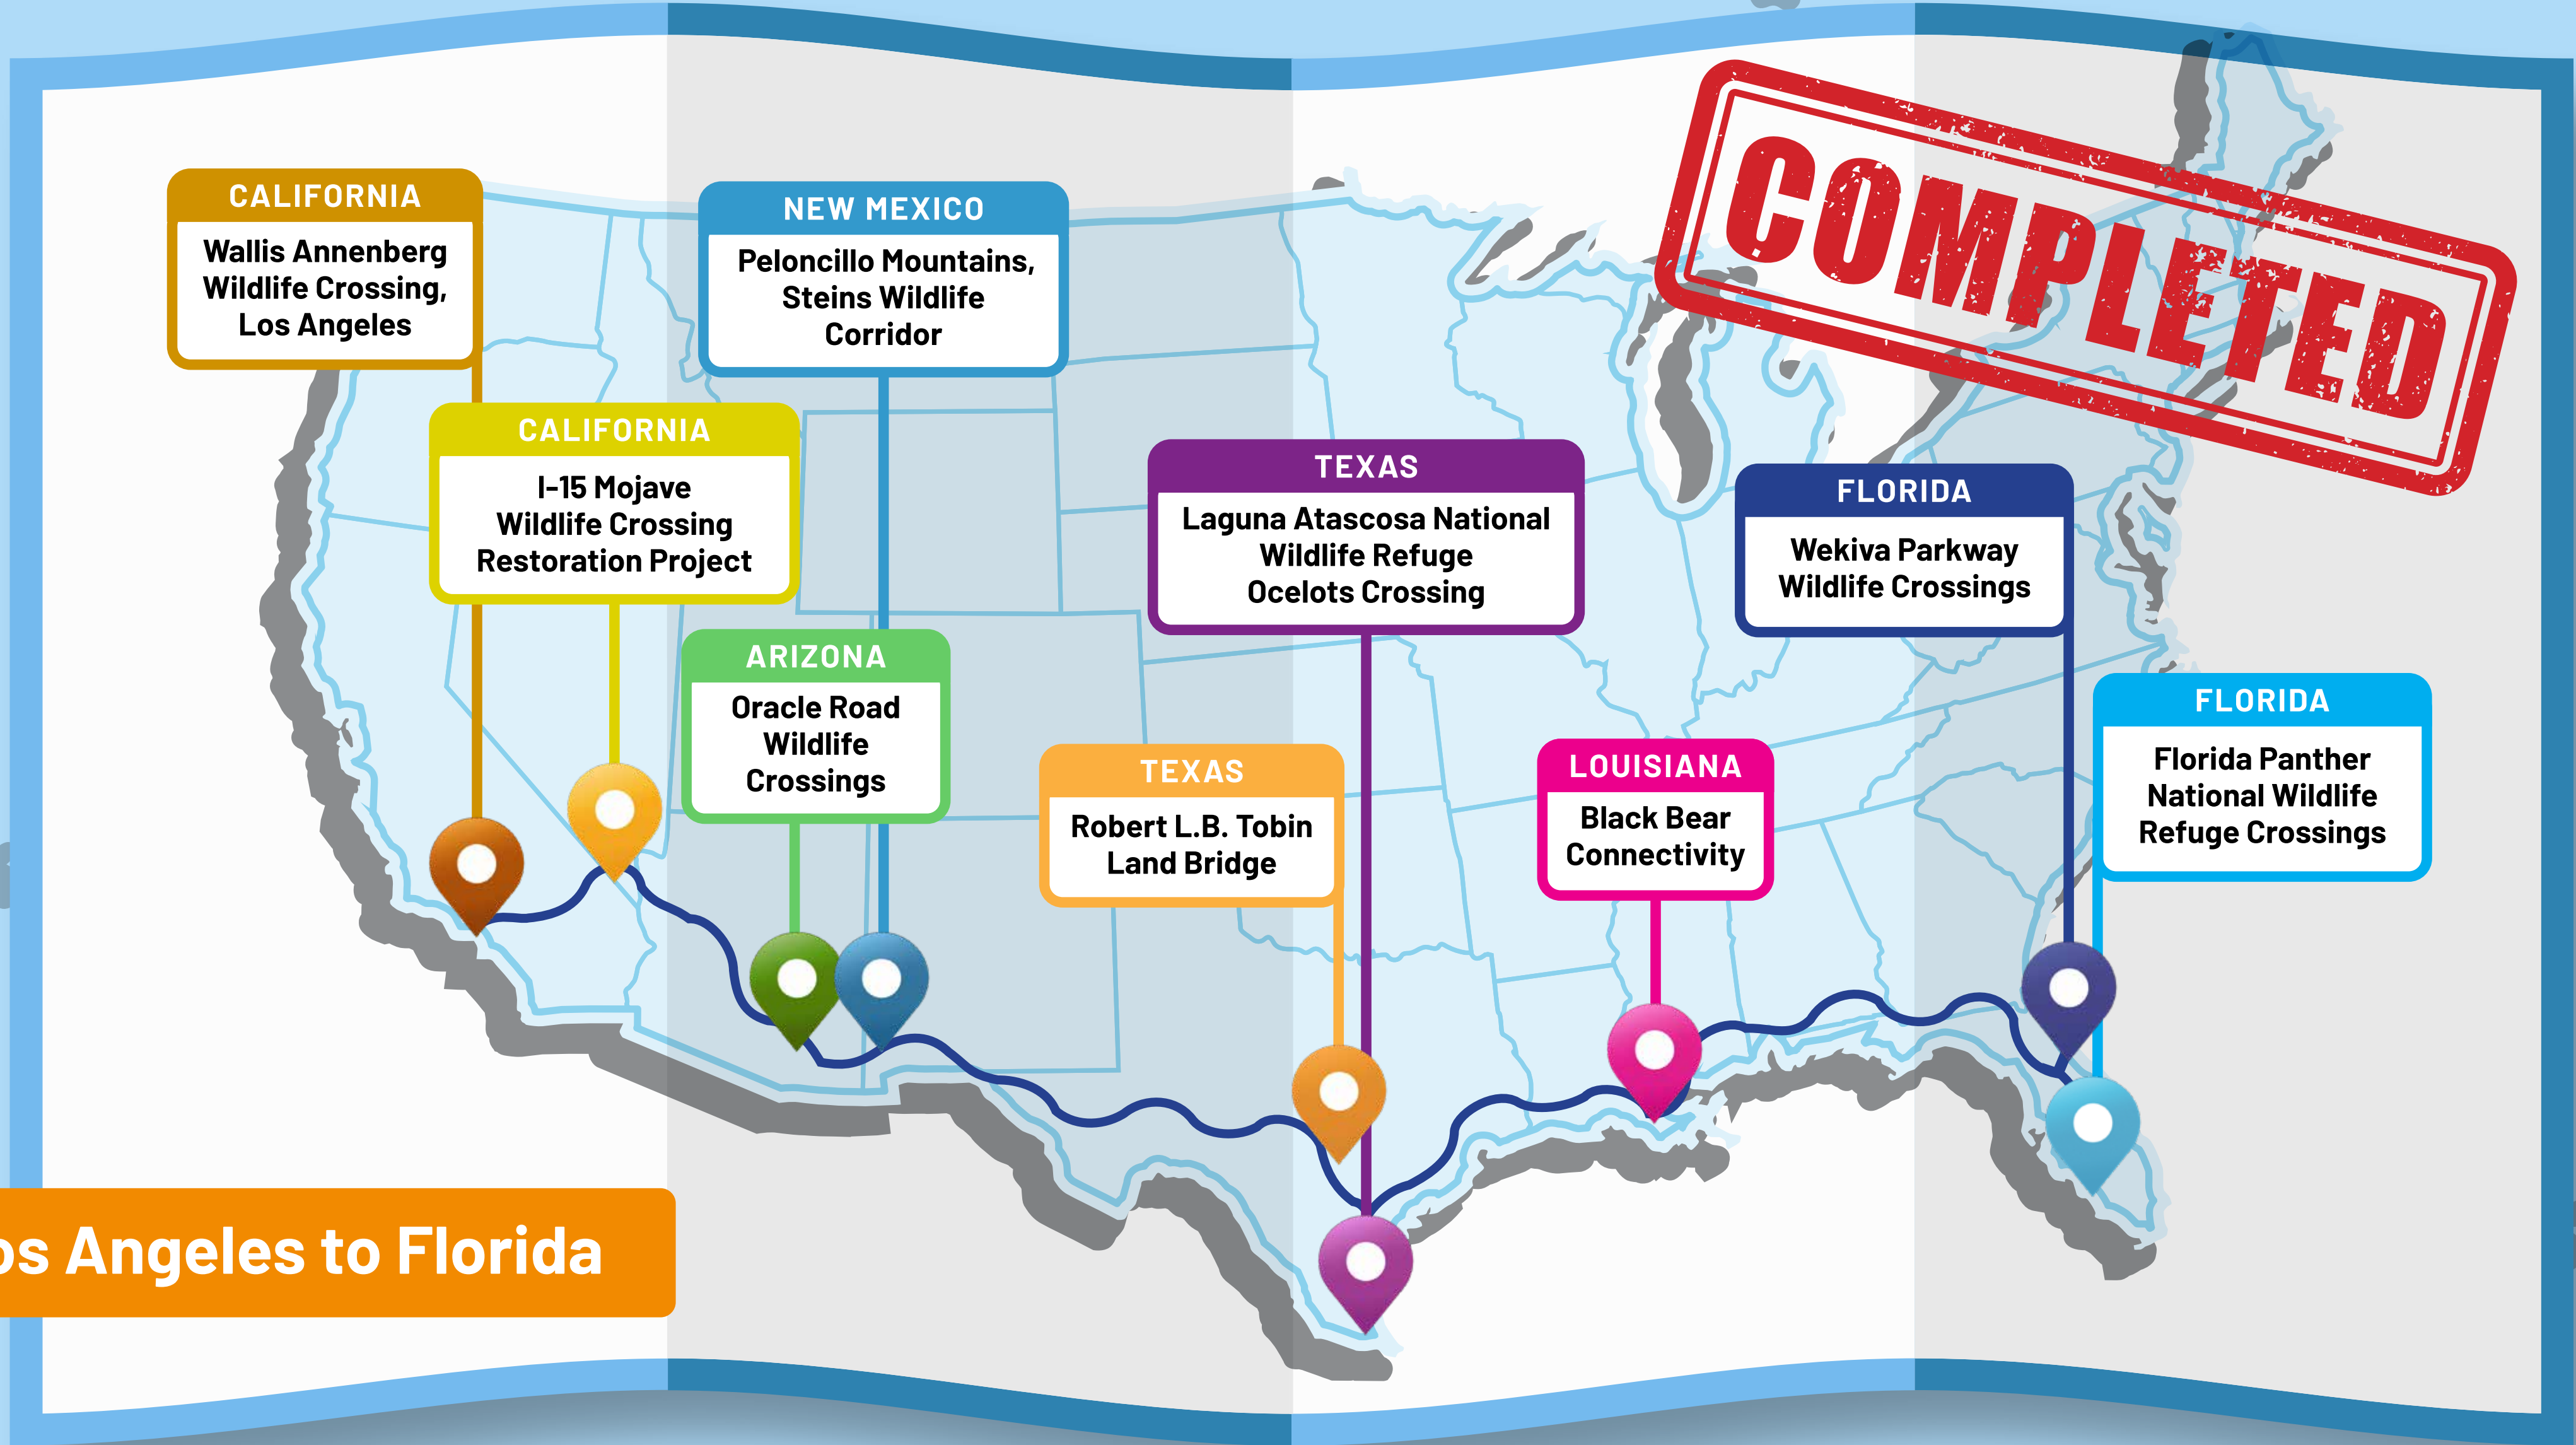 COMPLETED
CALIFORNIA
Wallis Annenberg
Wildlife Crossing,
Los Angeles
NEW MEXICO
Peloncillo Mountains,
Steins Wildlife
Corridor
CALIFORNIA
I-15 Mojave
Wildlife Crossing
Restoration Project
TEXAS
Laguna Atascosa National
Wildlife Refuge
Ocelots Crossing
FLORIDA
Wekiva Parkway
Wildlife Crossings
ARIZONA
Oracle Road
Wildlife
Crossings
FLORIDA
Florida Panther
National Wildlife
Refuge Crossings
TEXAS
Robert L.B. Tobin
Land Bridge
LOUISIANA
Black Bear
Connectivity
os Angeles to Florida